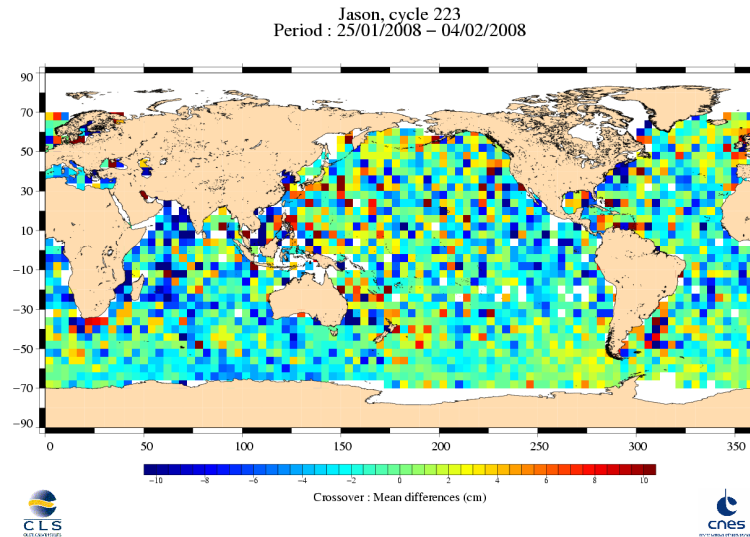 Jason, cycle 223
Period : 25/01/2008 − 04/02/2008
90
70
50
30
10
−10
−30
−50
−70
−90
0 50 100 150 200 250 300 350
−10 −8 −6 −4 −2 0 2 4 6 8 10
Crossover : Mean differences (cm)
CLS
cnes